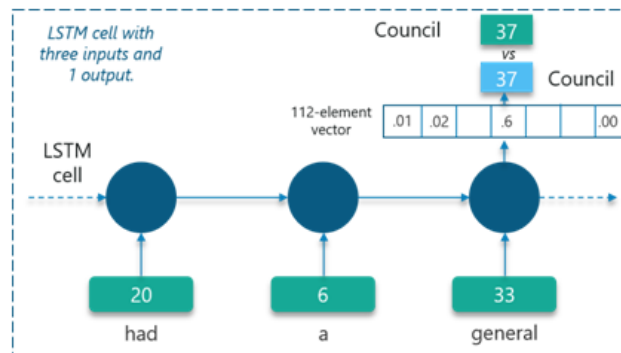 LSTM cell with
three inputs and
1 output.
Council 37
vs
37 Council
112-element
vector
.01 .02 .6 .00
LSTM
cell
20 6 33
had a general